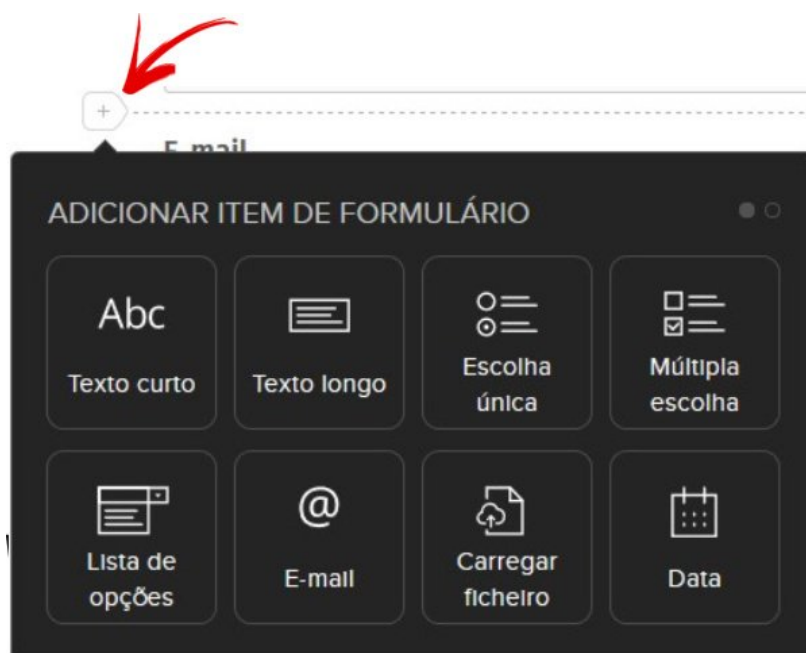 +
E-mail
ADICIONAR ITEM DE FORMULÁRIO
Abc
Texto curto
Texto longo
Escolha
única
Múltipla
escolha
Lista de
opções
@
E-mail
Carregar
ficheiro
Data